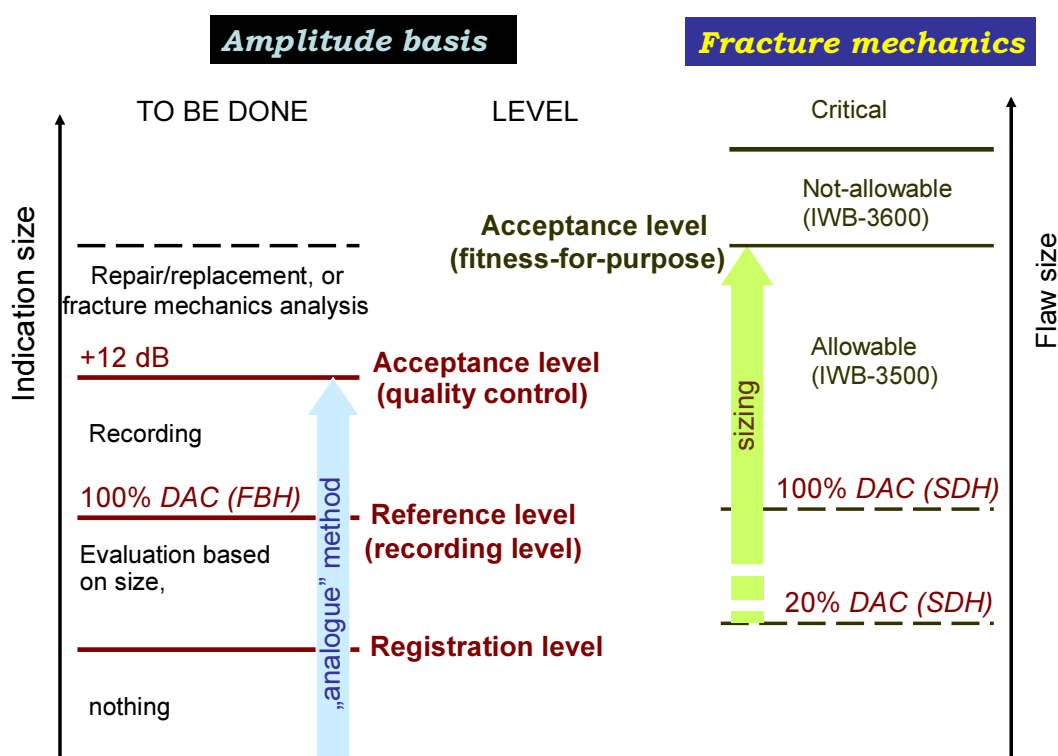 Amplitude basis
Fracture mechanics
TO BE DONE
LEVEL
Critical
Indication size
Flaw size
Not-allowable
(IWB-3600)
Acceptance level
(fitness-for-purpose)
Repair/replacement, or
fracture mechanics analysis
+12 dB
Acceptance level
(quality control)
Allowable
(IWB-3500)
sizing
Recording
„analogue” method
100% DAC (FBH)
Reference level
(recording level)
100% DAC (SDH)
Evaluation based
on size,
20% DAC (SDH)
Registration level
nothing